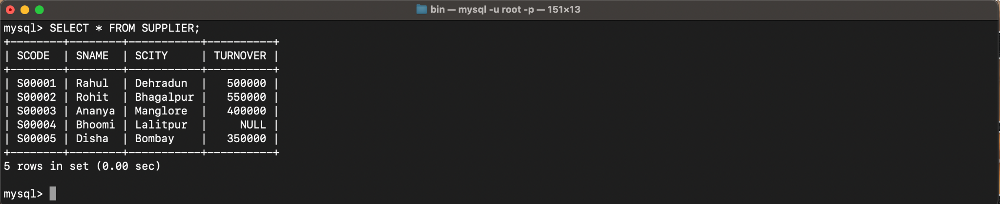 bin — mysql -u root -p — 151×13
mysql> SELECT * FROM SUPPLIER;
+--------+--------+-----------+----------+
| SCODE  | SNAME  | SCITY     | TURNOVER |
+--------+--------+-----------+----------+
| S00001 | Rahul  | Dehradun  |   500000 |
| S00002 | Rohit  | Bhagalpur |   550000 |
| S00003 | Ananya | Manglore  |   400000 |
| S00004 | Bhoomi | Lalitpur  |     NULL |
| S00005 | Disha  | Bombay    |   350000 |
+--------+--------+-----------+----------+
5 rows in set (0.00 sec)
mysql>